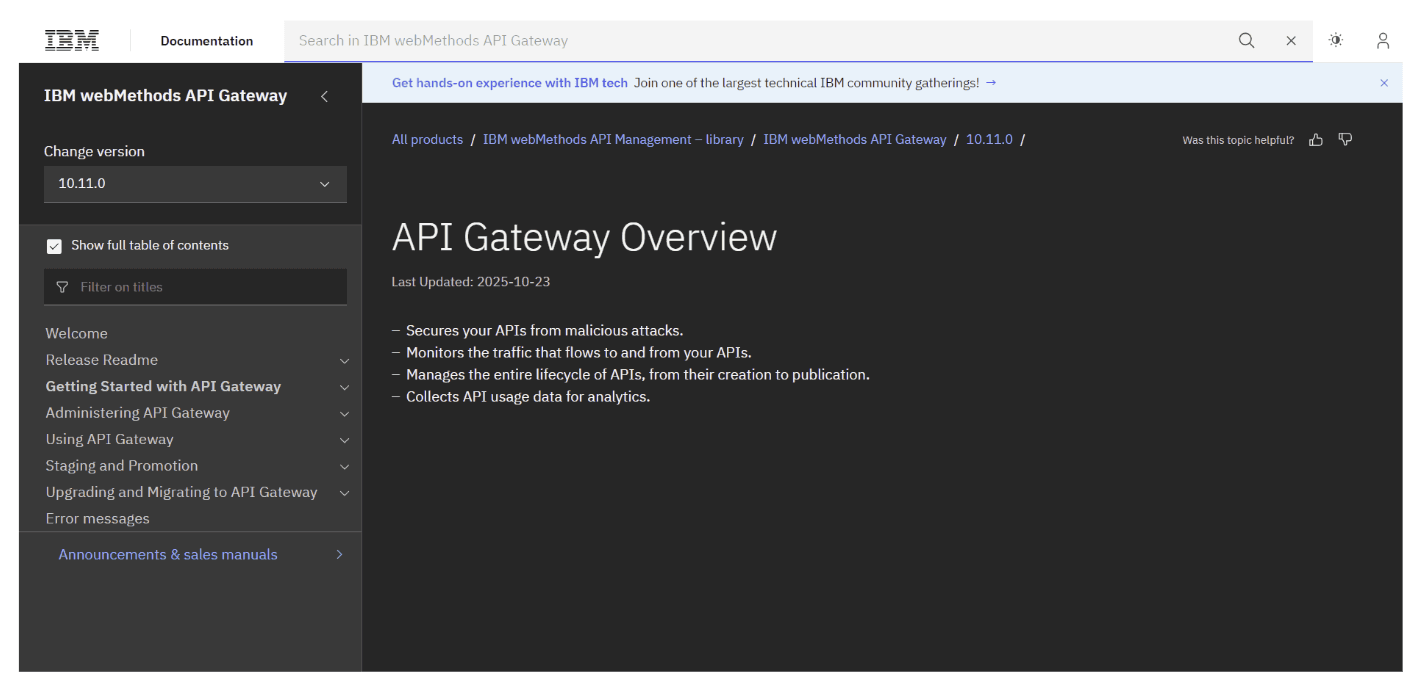 IBM Documentation Search in IBM webMethods API Gateway
IBM webMethods API Gateway
Change version
10.11.0
Show full table of contents
Filter on titles
Welcome
Release Readme
Getting Started with API Gateway
Administering API Gateway
Using API Gateway
Staging and Promotion
Upgrading and Migrating to API Gateway
Error messages
Announcements & sales manuals
Get hands-on experience with IBM tech Join one of the largest technical IBM community gatherings! →
All products / IBM webMethods API Management – library / IBM webMethods API Gateway / 10.11.0 /
Was this topic helpful?
API Gateway Overview
Last Updated: 2025-10-23
– Secures your APIs from malicious attacks.
– Monitors the traffic that flows to and from your APIs.
– Manages the entire lifecycle of APIs, from their creation to publication.
– Collects API usage data for analytics.